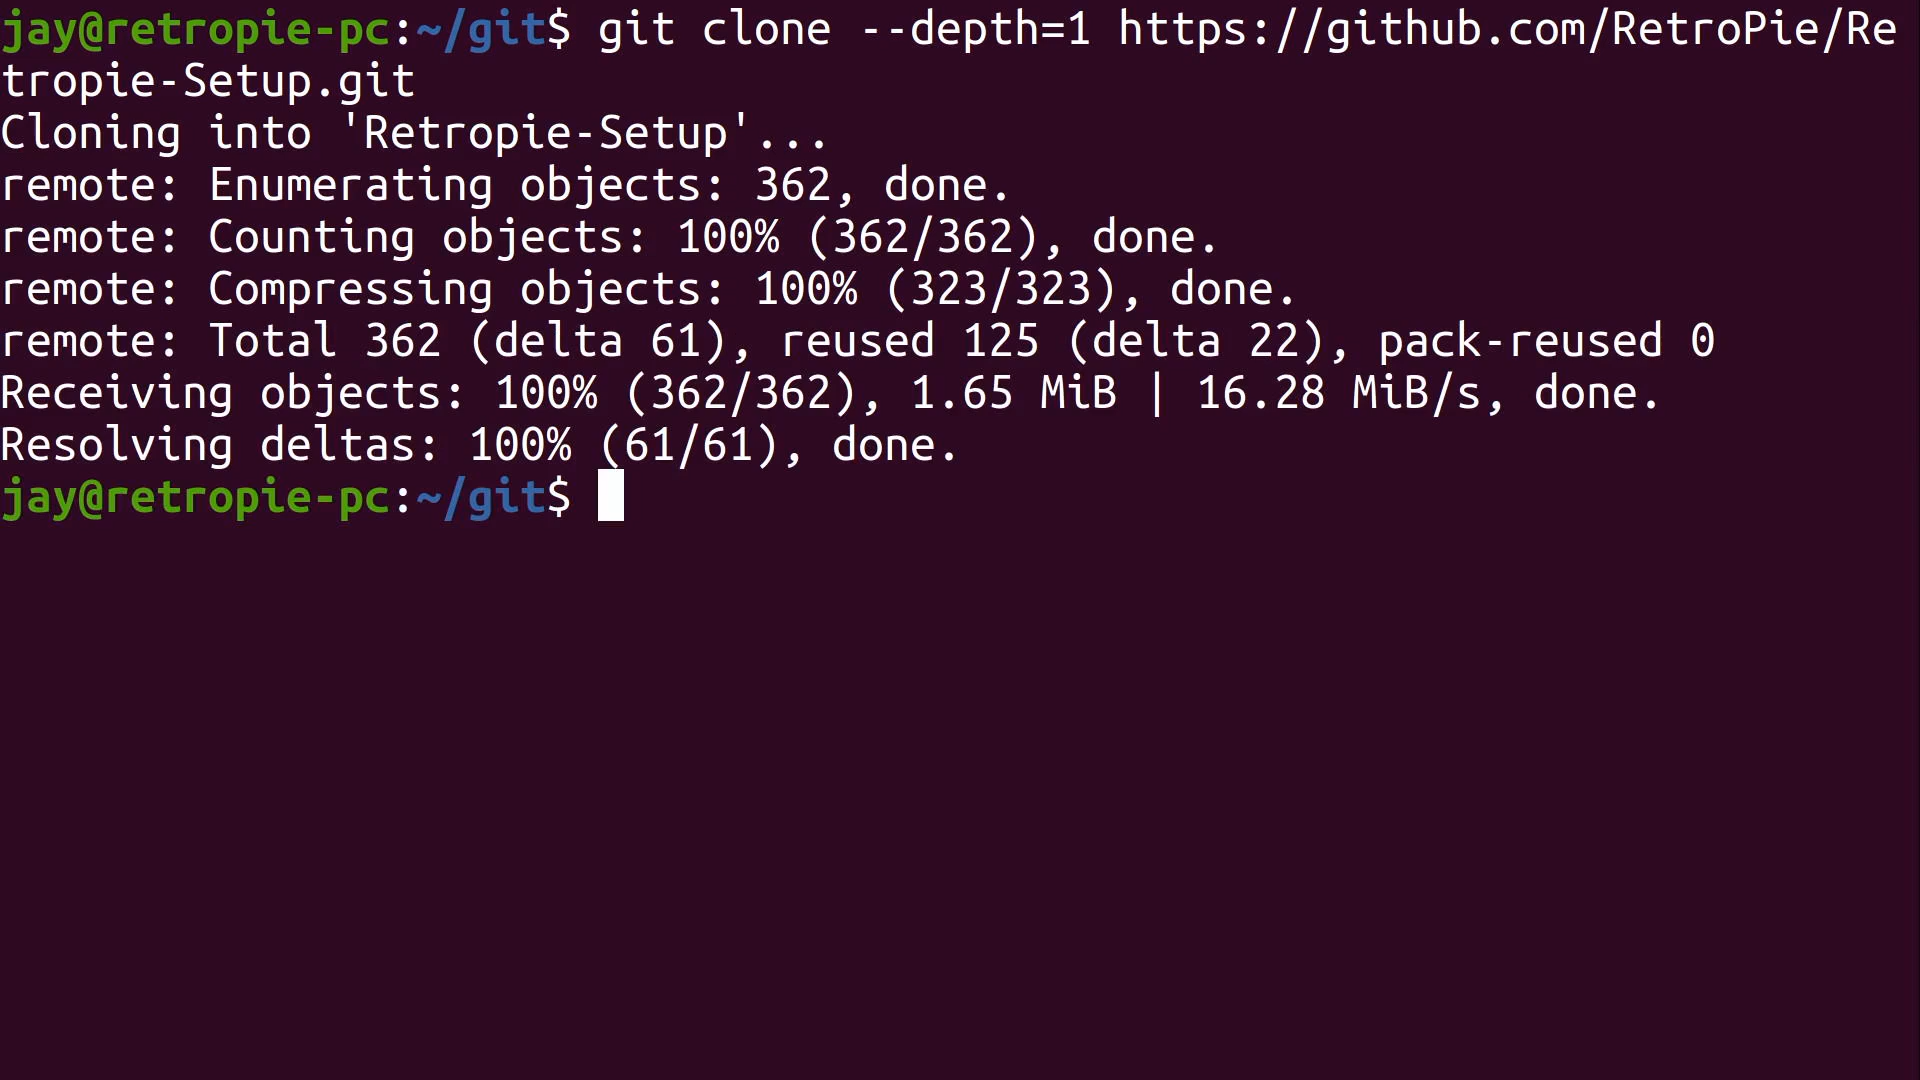 jay@retropie-pc:~/git$ git clone --depth=1 https://github.com/RetroPie/Re
tropie-Setup.git
Cloning into 'Retropie-Setup'...
remote: Enumerating objects: 362, done.
remote: Counting objects: 100% (362/362), done.
remote: Compressing objects: 100% (323/323), done.
remote: Total 362 (delta 61), reused 125 (delta 22), pack-reused 0
Receiving objects: 100% (362/362), 1.65 MiB | 16.28 MiB/s, done.
Resolving deltas: 100% (61/61), done.
jay@retropie-pc:~/git$